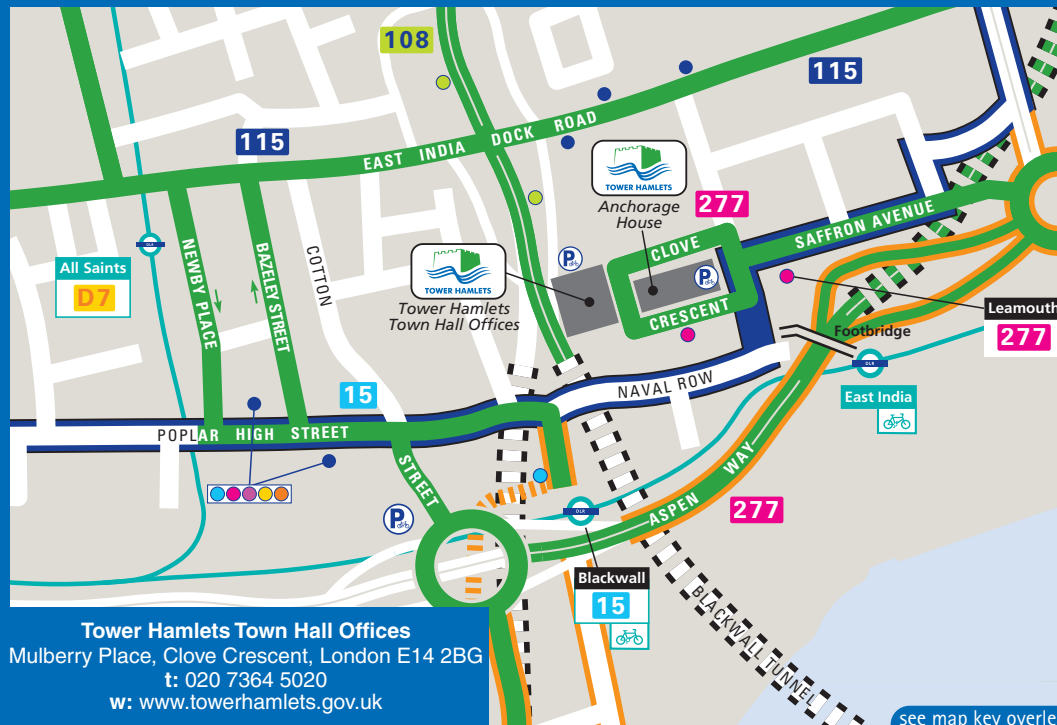 108
115
115
EAST INDIA DOCK ROAD
TOWER HAMLETS
Anchorage
House
277
CLOVE
CRESCENT
SAFFRON AVENUE
TOWER HAMLETS
Tower Hamlets
Town Hall Offices
P
P
All Saints
D7
DLR
NEWBY PLACE
BAZELEY STREET
COTTON
STREET
Leamouth
277
Footbridge
DLR
East India
NAVAL ROW
15
POPLAR HIGH STREET
P
ASPEN WAY
277
DLR
Blackwall
15
BLACKWALL TUNNEL
Tower Hamlets Town Hall Offices
Mulberry Place, Clove Crescent, London E14 2BG
t: 020 7364 5020
w: www.towerhamlets.gov.uk
see map key overle